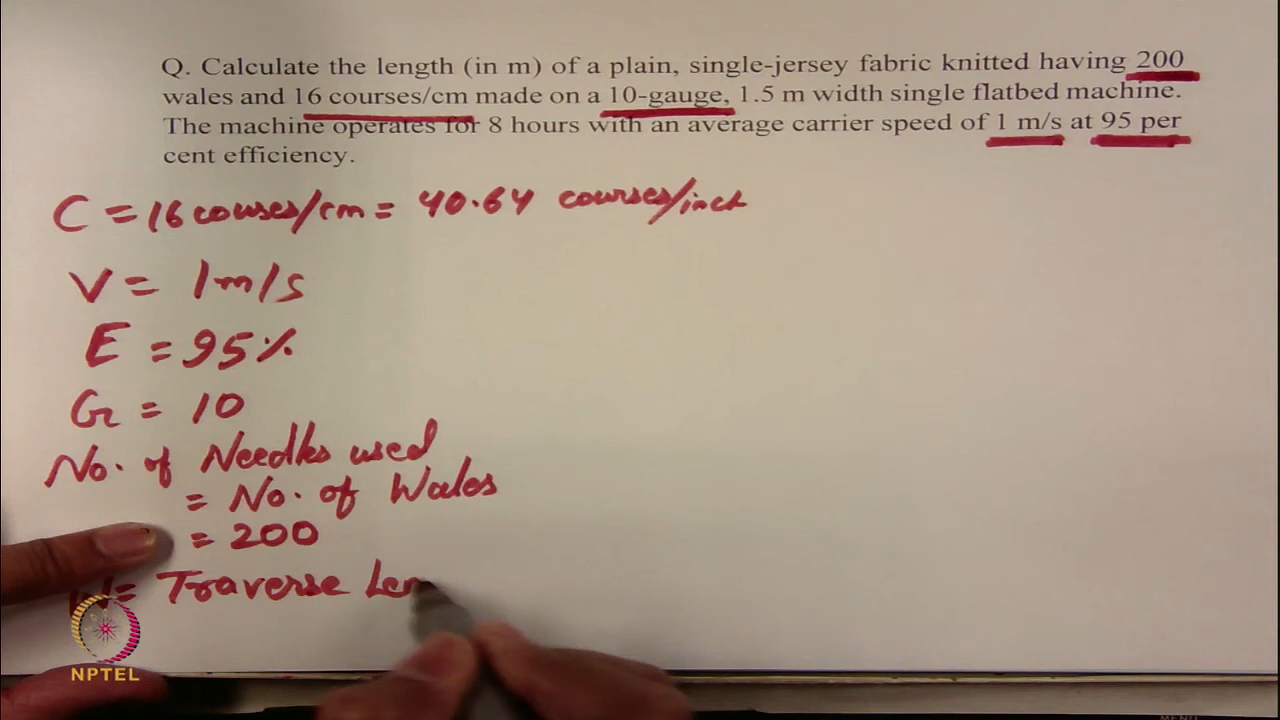 Q. Calculate the length (in m) of a plain, single-jersey fabric knitted having 200
wales and 16 courses/cm made on a 10-gauge, 1.5 m width single flatbed machine.
The machine operates for 8 hours with an average carrier speed of 1 m/s at 95 per
cent efficiency.
C = 16 couses/cm = 40.64 courses/inch
V = 1m/s
E = 95%
G = 10
No. of Needles used
= No. of Wales
= 200
W = Traverse Len
NPTEL